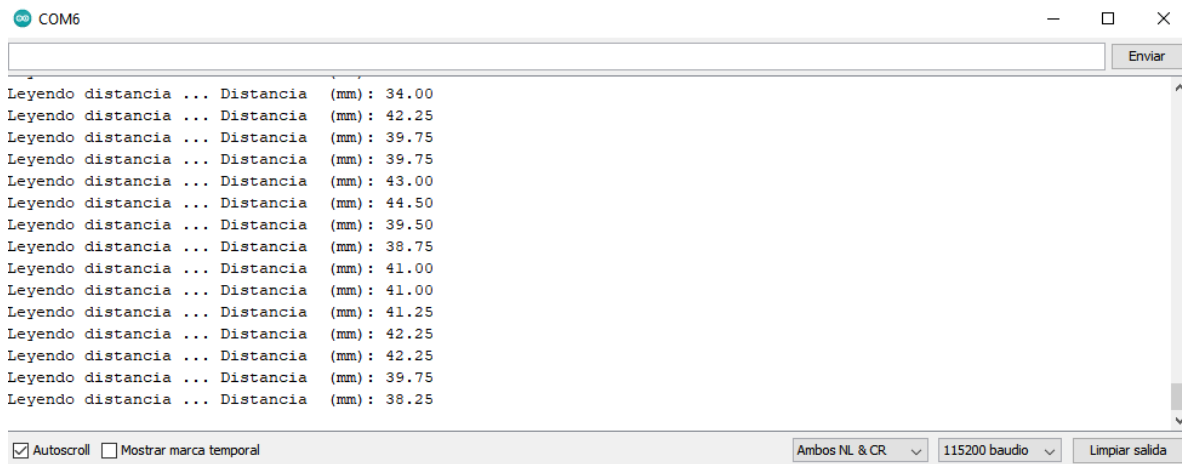 COM6
Enviar
Leyendo distancia ... Distancia  (mm): 34.00
Leyendo distancia ... Distancia  (mm): 42.25
Leyendo distancia ... Distancia  (mm): 39.75
Leyendo distancia ... Distancia  (mm): 39.75
Leyendo distancia ... Distancia  (mm): 43.00
Leyendo distancia ... Distancia  (mm): 44.50
Leyendo distancia ... Distancia  (mm): 39.50
Leyendo distancia ... Distancia  (mm): 38.75
Leyendo distancia ... Distancia  (mm): 41.00
Leyendo distancia ... Distancia  (mm): 41.00
Leyendo distancia ... Distancia  (mm): 41.25
Leyendo distancia ... Distancia  (mm): 42.25
Leyendo distancia ... Distancia  (mm): 42.25
Leyendo distancia ... Distancia  (mm): 39.75
Leyendo distancia ... Distancia  (mm): 38.25
Autoscroll Mostrar marca temporal Ambos NL & CR 115200 baudio Limpiar salida